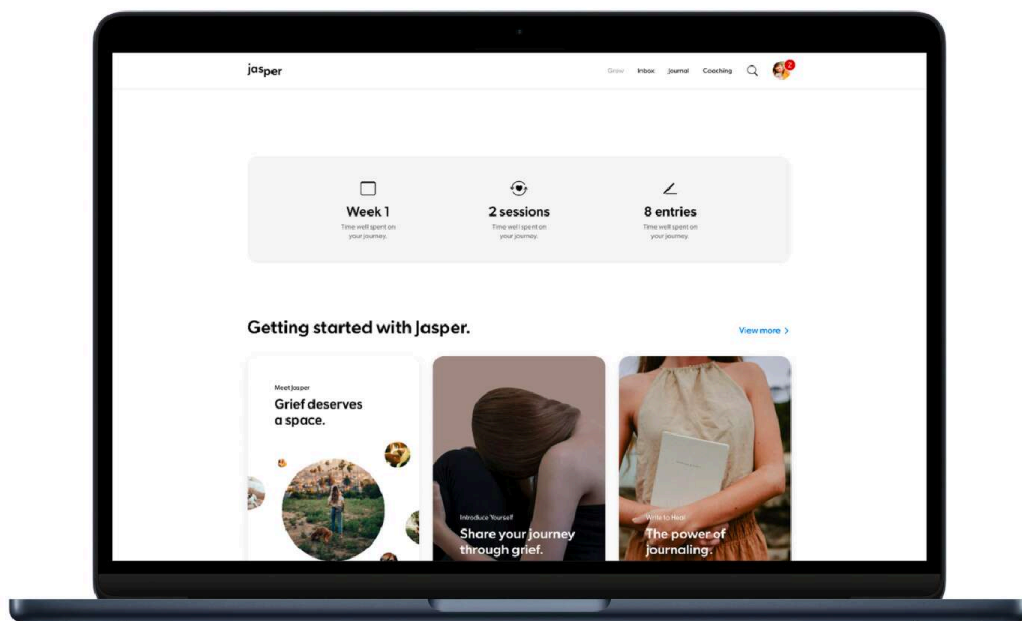 jasper
Grow Inbox Journal Coaching
2
Week 1
Time well spent on
your journey.
2 sessions
Time well spent on
your journey.
8 entries
Time well spent on
your journey.
Getting started with Jasper.
View more
Meet Jasper
Grief deserves
a space.
Introduce Yourself
Share your journey
through grief.
Write to Heal
The power of
journaling.